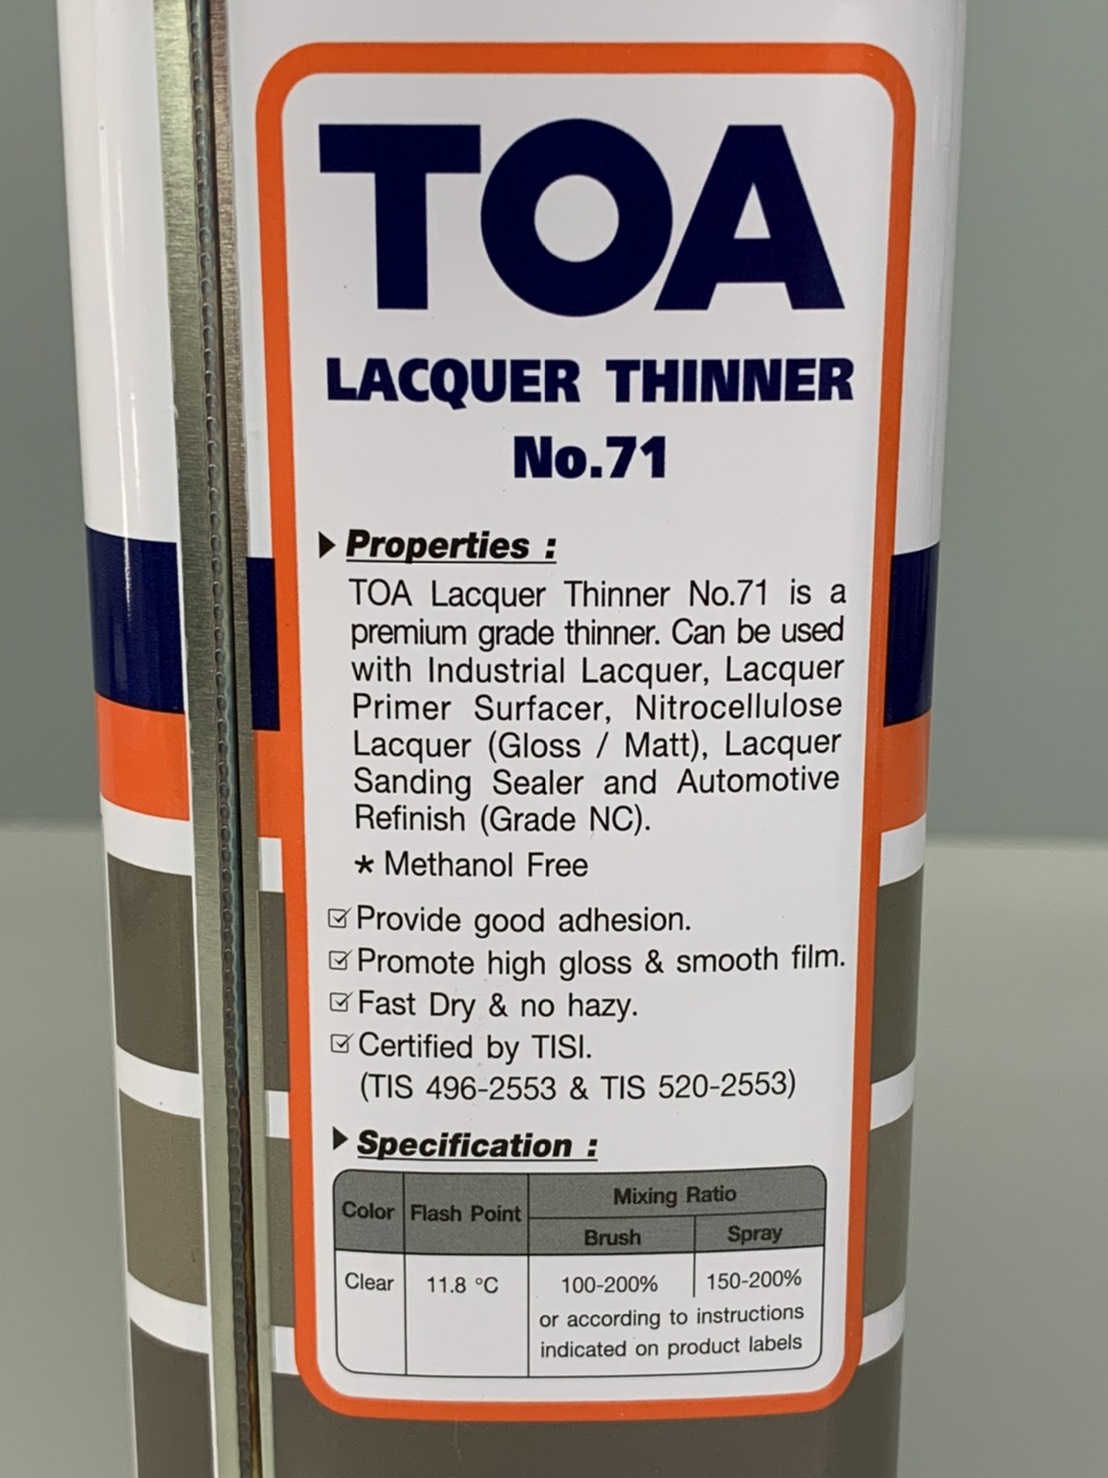 TOA
LACQUER THINNER
No.71
Properties :
TOA Lacquer Thinner No.71 is a
premium grade thinner. Can be used
with Industrial Lacquer, Lacquer
Primer Surfacer, Nitrocellulose
Lacquer (Gloss / Matt), Lacquer
Sanding Sealer and Automotive
Refinish (Grade NC).
* Methanol Free
☑ Provide good adhesion.
☑ Promote high gloss & smooth film.
☑ Fast Dry & no hazy.
☑ Certified by TISI.
(TIS 496-2553 & TIS 520-2553)
Specification :
Color Flash Point Mixing Ratio
Brush Spray
Clear 11.8 °C 100-200% 150-200%
or according to instructions
indicated on product labels